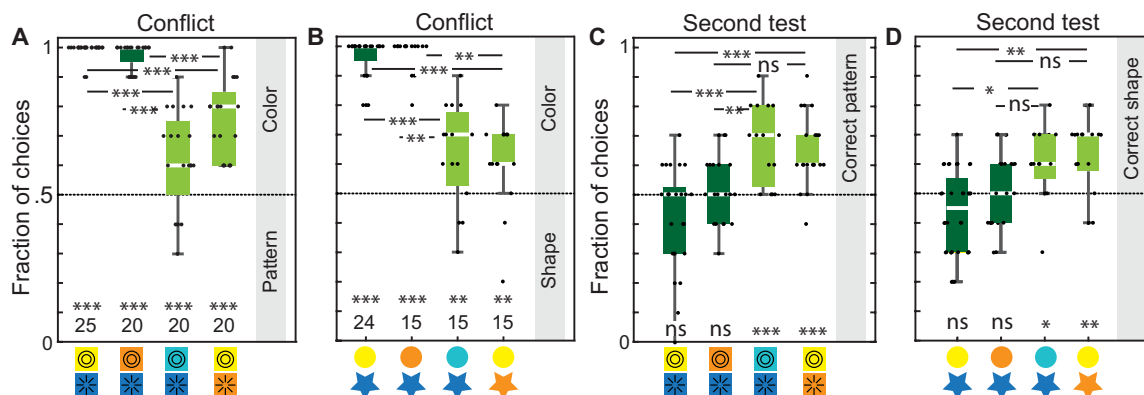 A
Conflict
Fraction of choices
1
.5
0
Color
Pattern
***
***
***
***
*** *** *** ***
25 20 20 20
B
Conflict
Color
Shape
**
***
***
**
*** *** ** **
24 15 15 15
C
Second test
Fraction of choices
1
.5
0
Correct pattern
***
ns
***
**
ns ns *** ***
D
Second test
Correct shape
**
ns
*
ns
ns ns * **